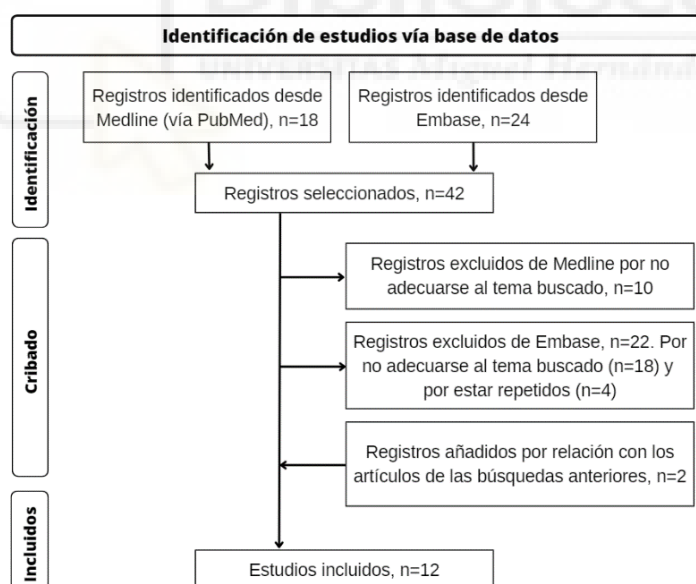 Identificación de estudios vía base de datos
UNIVERSITAS Miguel Hernández
Identificación
Registros identificados desde
Medline (vía PubMed), n=18
Registros identificados desde
Embase, n=24
Registros seleccionados, n=42
Cribado
Registros excluidos de Medline por no
adecuarse al tema buscado, n=10
Registros excluidos de Embase, n=22. Por
no adecuarse al tema buscado (n=18) y
por estar repetidos (n=4)
Registros añadidos por relación con los
artículos de las búsquedas anteriores, n=2
Incluidos
Estudios incluidos, n=12